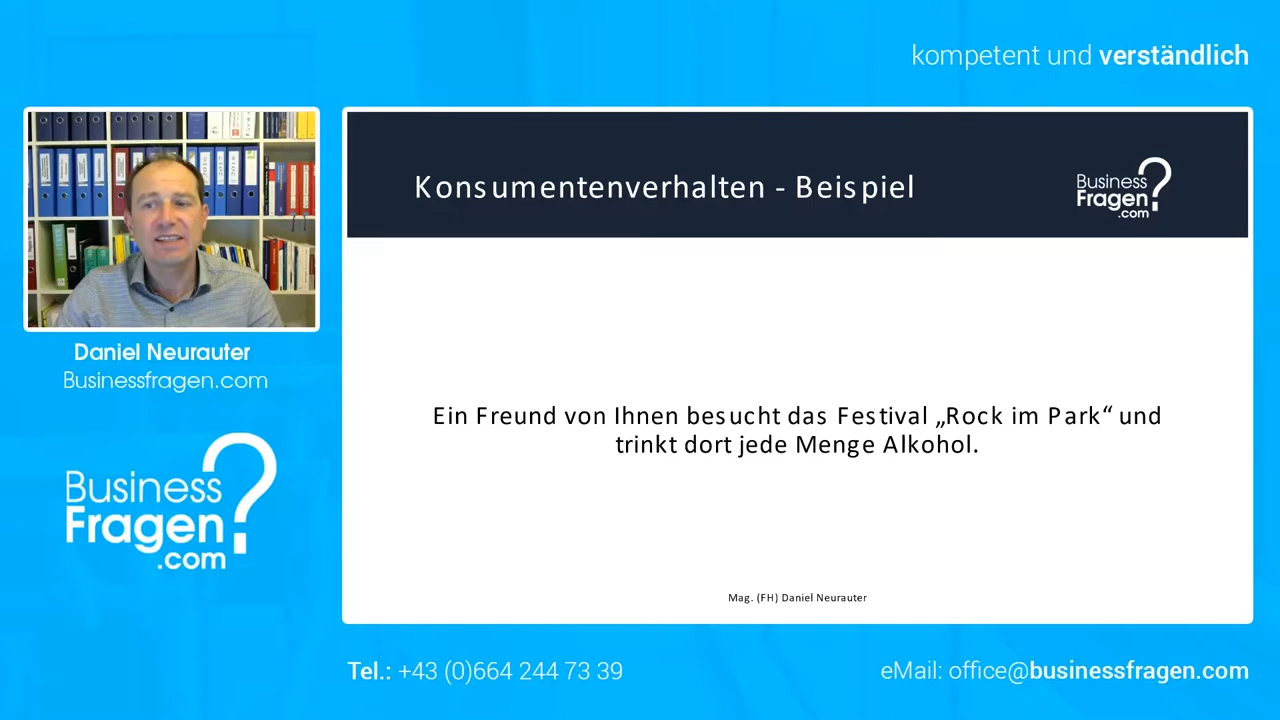 kompetent und verständlich
Konsumentenverhalten - Beispiel
Business
Fragen
.com
Daniel Neurauter
Businessfragen.com
Business
Fragen
.com
Ein Freund von Ihnen besucht das Festival „Rock im Park“ und
trinkt dort jede Menge Alkohol.
Mag. (FH) Daniel Neurauter
Tel.: +43 (0)664 244 73 39
eMail: office@businessfragen.com